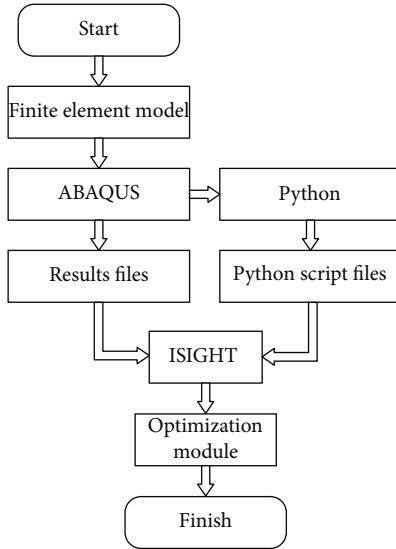 Start
Finite element model
ABAQUS
Python
Results files
Python script files
ISIGHT
Optimization
module
Finish